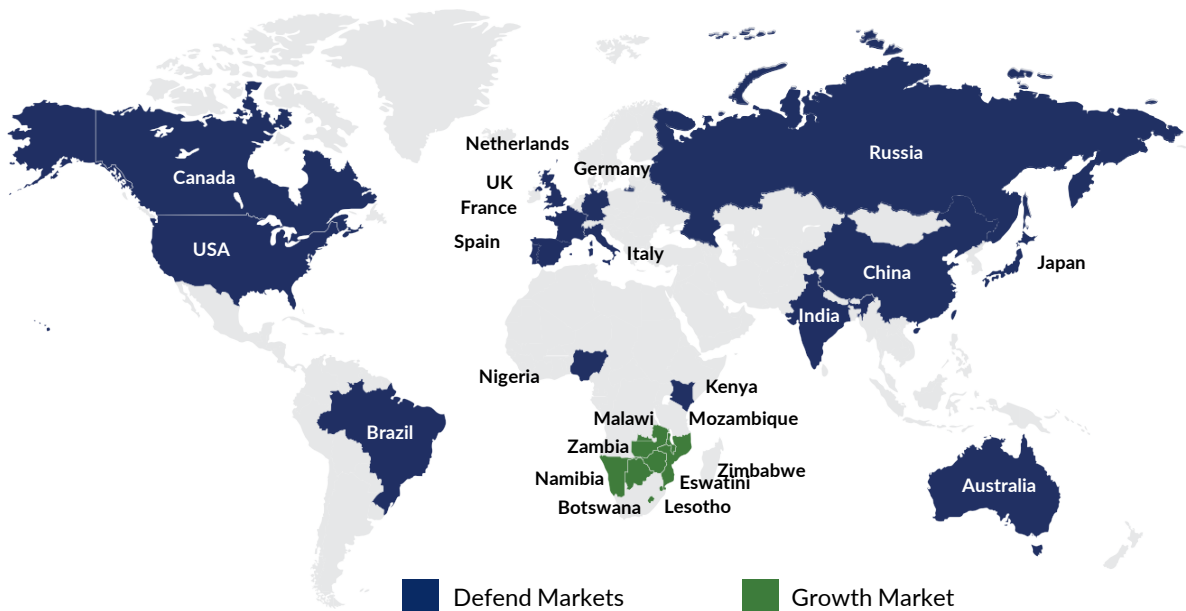 Netherlands
Russia
Germany
Canada
UK
France
Spain
USA
Italy
Japan
China
India
Nigeria
Kenya
Malawi
Mozambique
Brazil
Zambia
Zimbabwe
Namibia
Eswatini
Australia
Botswana
Lesotho
Defend Markets
Growth Market